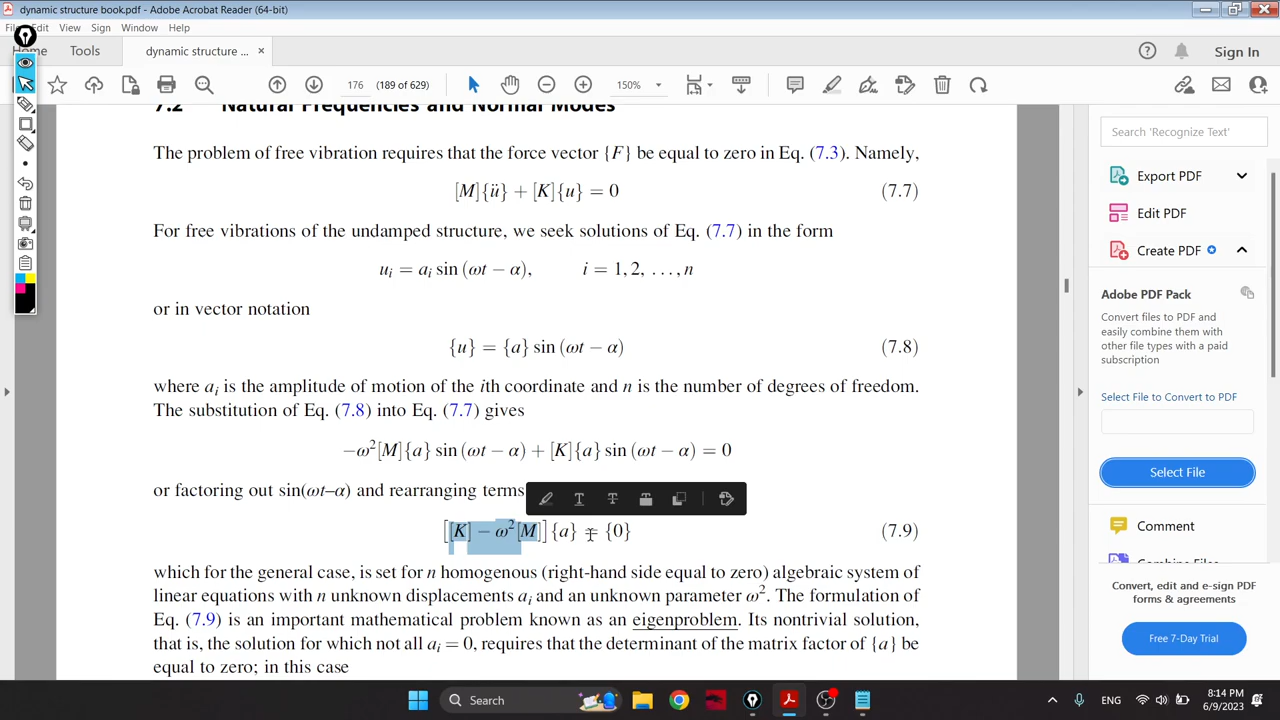 dynamic structure book.pdf - Adobe Acrobat Reader (64-bit)
File Edit View Sign Window Help
Home Tools dynamic structure ... × Sign In
176 (189 of 629) 150%
7.2 Natural Frequencies and Normal Modes
The problem of free vibration requires that the force vector {F} be equal to zero in Eq. (7.3). Namely,
[M]{ü} + [K]{u} = 0 (7.7)
For free vibrations of the undamped structure, we seek solutions of Eq. (7.7) in the form
uᵢ = aᵢ sin (ωt − α), i = 1, 2, ..., n
or in vector notation
{u} = {a} sin (ωt − α) (7.8)
where aᵢ is the amplitude of motion of the ith coordinate and n is the number of degrees of freedom.
The substitution of Eq. (7.8) into Eq. (7.7) gives
−ω²[M]{a} sin (ωt − α) + [K]{a} sin (ωt − α) = 0
or factoring out sin(ωt–α) and rearranging terms
[[K] − ω²[M]]{a} = {0} (7.9)
which for the general case, is set for n homogenous (right-hand side equal to zero) algebraic system of
linear equations with n unknown displacements aᵢ and an unknown parameter ω². The formulation of
Eq. (7.9) is an important mathematical problem known as an eigenproblem. Its nontrivial solution,
that is, the solution for which not all aᵢ = 0, requires that the determinant of the matrix factor of {a} be
equal to zero; in this case
Search 'Recognize Text'
Export PDF
Edit PDF
Create PDF
Adobe PDF Pack
Convert files to PDF and
easily combine them with
other file types with a paid
subscription
Select File to Convert to PDF
Select File
Comment
Convert, edit and e-sign PDF
forms & agreements
Free 7-Day Trial
Search
ENG
8:14 PM
6/9/2023